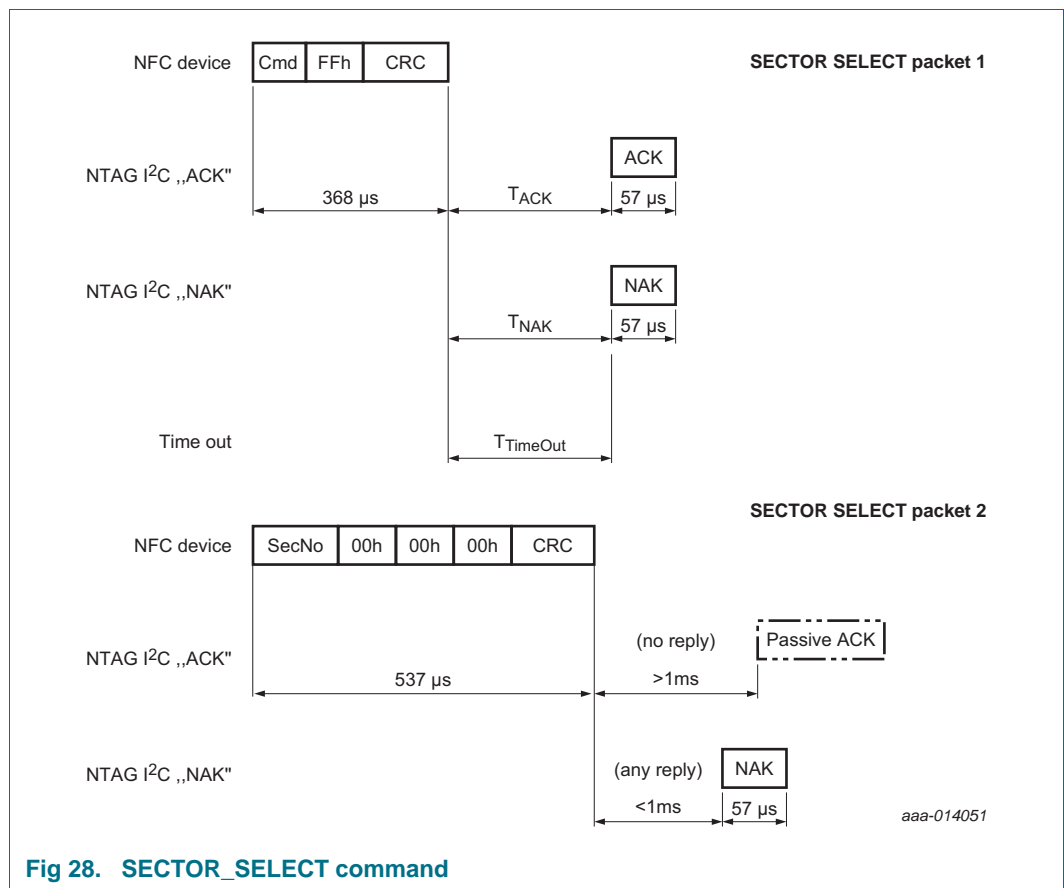 NFC device Cmd FFh CRC SECTOR SELECT packet 1
ACK
NTAG I2C ,,ACK"
368 µs TACK 57 µs
NAK
NTAG I2C ,,NAK"
TNAK 57 µs
Time out TTimeOut
SECTOR SELECT packet 2
NFC device SecNo 00h 00h 00h CRC
(no reply) Passive ACK
NTAG I2C ,,ACK"
537 µs >1ms
NTAG I2C ,,NAK" (any reply) NAK
<1ms 57 µs aaa-014051
Fig 28. SECTOR_SELECT command